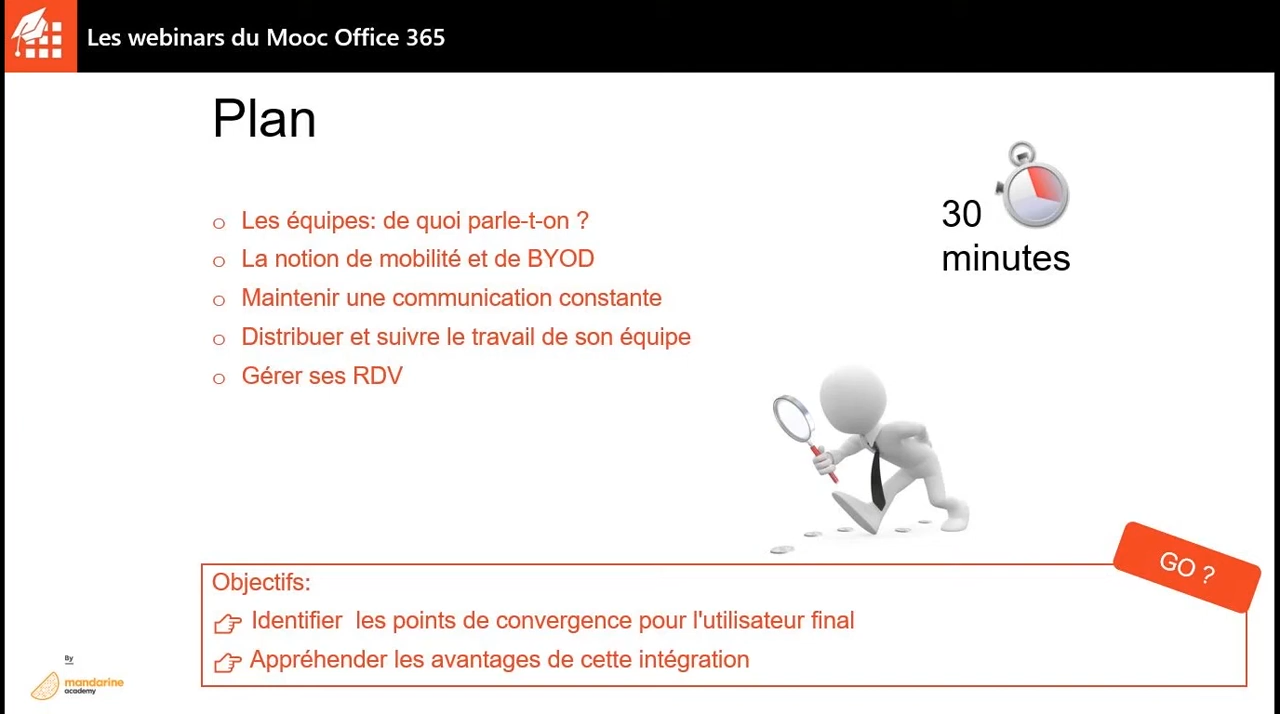 Les webinars du Mooc Office 365
Plan
o Les équipes: de quoi parle-t-on ?
o La notion de mobilité et de BYOD
o Maintenir une communication constante
o Distribuer et suivre le travail de son équipe
o Gérer ses RDV
30
minutes
GO ?
Objectifs:
Identifier les points de convergence pour l'utilisateur final
Appréhender les avantages de cette intégration
By
mandarine
academy